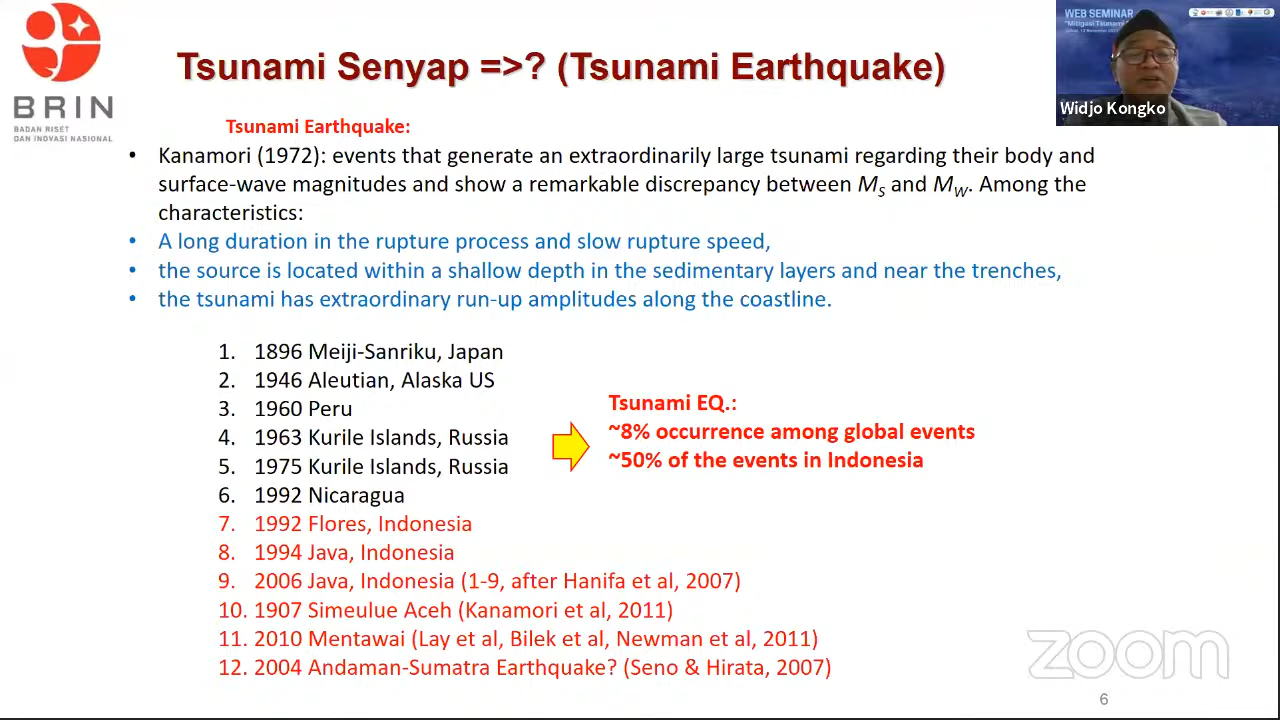 BRIN
BADAN RISET
DAN INOVASI NASIONAL
Tsunami Senyap =>? (Tsunami Earthquake)
WEB SEMINAR
Widjo Kongko
Tsunami Earthquake:
• Kanamori (1972): events that generate an extraordinarily large tsunami regarding their body and
surface-wave magnitudes and show a remarkable discrepancy between MS and MW. Among the
characteristics:
• A long duration in the rupture process and slow rupture speed,
• the source is located within a shallow depth in the sedimentary layers and near the trenches,
• the tsunami has extraordinary run-up amplitudes along the coastline.
1. 1896 Meiji-Sanriku, Japan
2. 1946 Aleutian, Alaska US
3. 1960 Peru
4. 1963 Kurile Islands, Russia
5. 1975 Kurile Islands, Russia
6. 1992 Nicaragua
7. 1992 Flores, Indonesia
8. 1994 Java, Indonesia
9. 2006 Java, Indonesia (1-9, after Hanifa et al, 2007)
10. 1907 Simeulue Aceh (Kanamori et al, 2011)
11. 2010 Mentawai (Lay et al, Bilek et al, Newman et al, 2011)
12. 2004 Andaman-Sumatra Earthquake? (Seno & Hirata, 2007)
Tsunami EQ.:
~8% occurrence among global events
~50% of the events in Indonesia
zoom
6